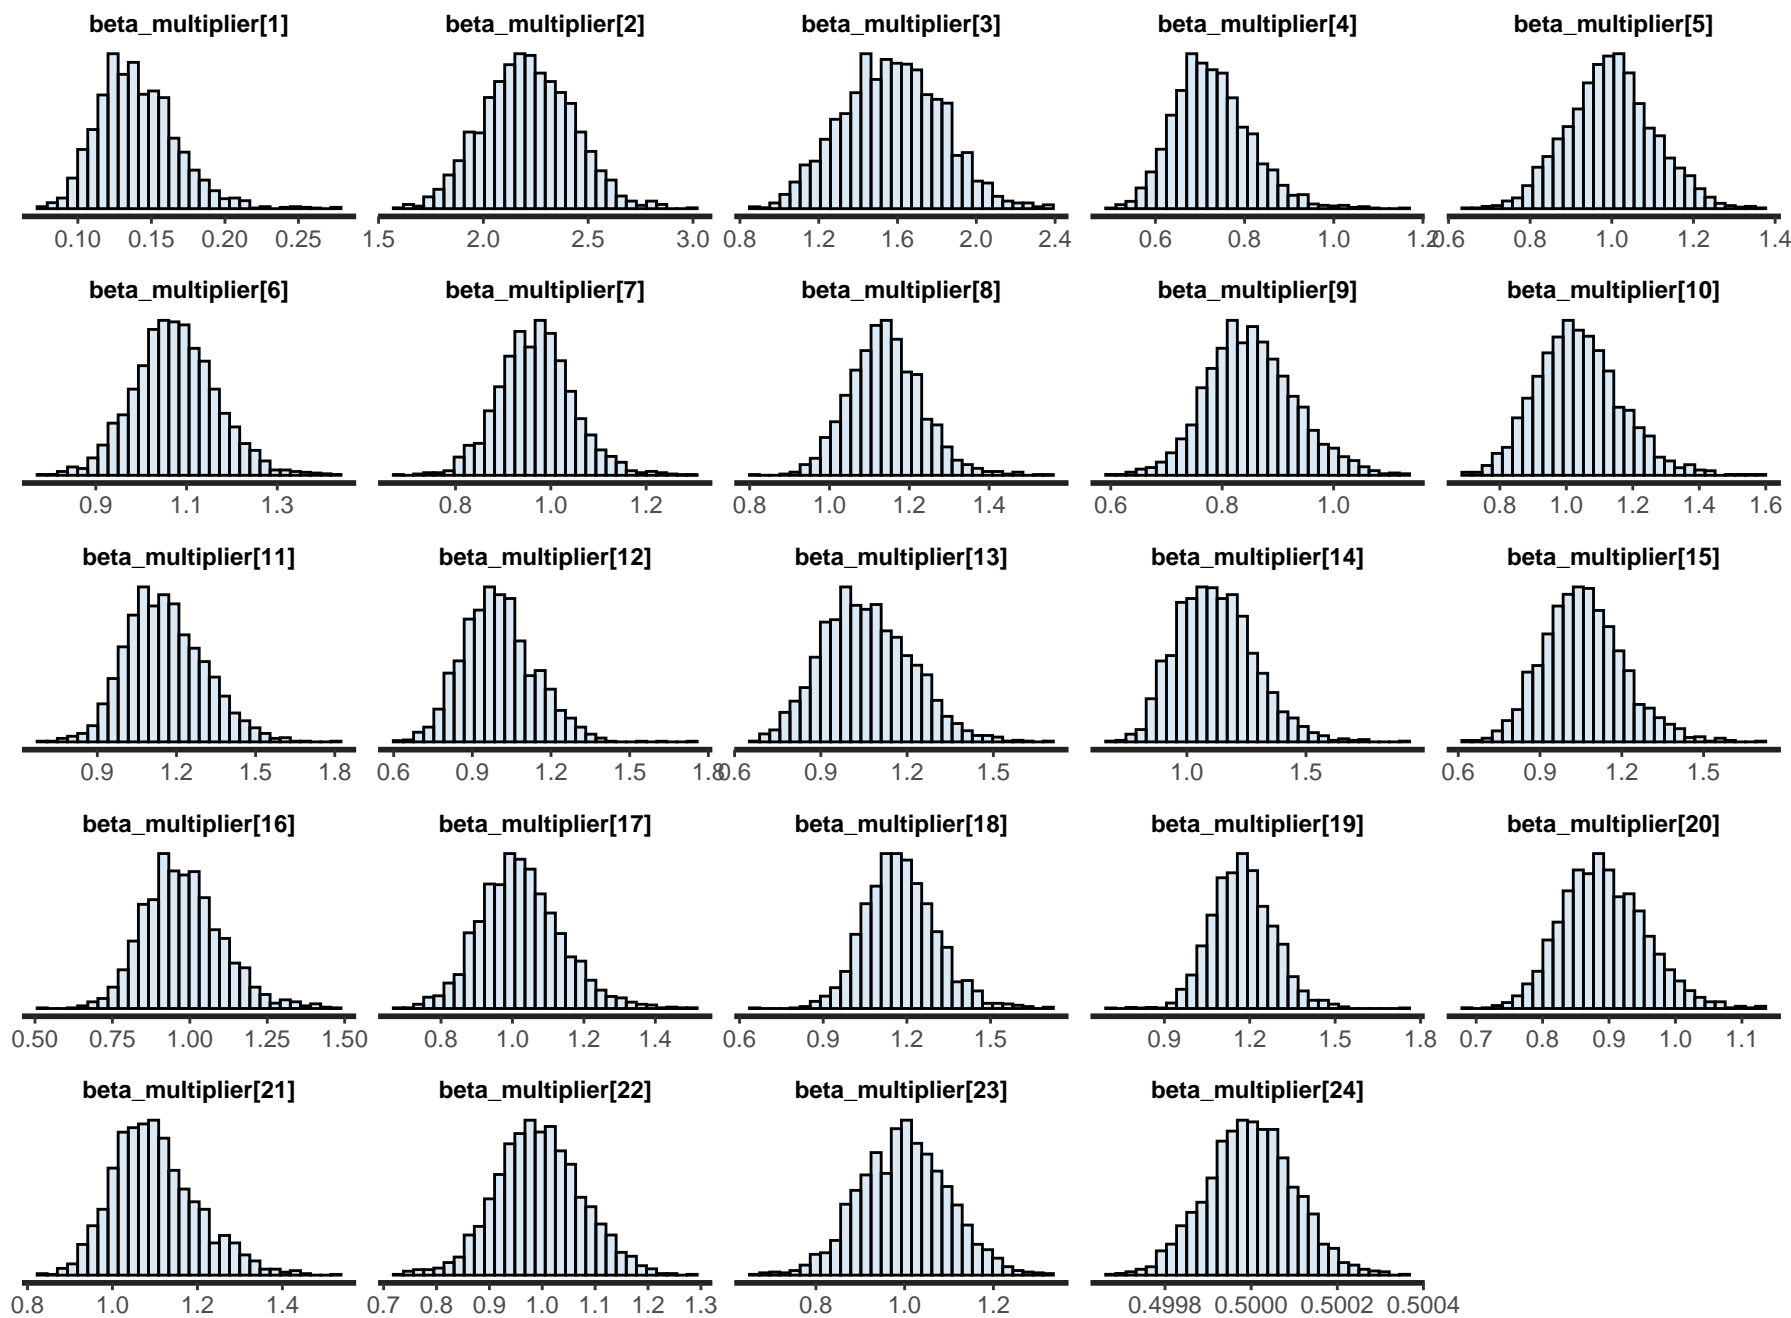 beta_multiplier[1] beta_multiplier[2] beta_multiplier[3] beta_multiplier[4] beta_multiplier[5]
0.10 0.15 0.20 0.25 1.5 2.0 2.5 3.0 0.8 1.2 1.6 2.0 2.4 0.6 0.8 1.0 1.2 0.6 0.8 1.0 1.2 1.4
beta_multiplier[6] beta_multiplier[7] beta_multiplier[8] beta_multiplier[9] beta_multiplier[10]
0.9 1.1 1.3 0.8 1.0 1.2 0.8 1.0 1.2 1.4 0.6 0.8 1.0 0.8 1.0 1.2 1.4 1.6
beta_multiplier[11] beta_multiplier[12] beta_multiplier[13] beta_multiplier[14] beta_multiplier[15]
0.9 1.2 1.5 1.8 0.6 0.9 1.2 1.5 1.8 0.6 0.9 1.2 1.5 1.0 1.5 0.6 0.9 1.2 1.5
beta_multiplier[16] beta_multiplier[17] beta_multiplier[18] beta_multiplier[19] beta_multiplier[20]
0.50 0.75 1.00 1.25 1.50 0.8 1.0 1.2 1.4 0.6 0.9 1.2 1.5 0.9 1.2 1.5 1.8 0.7 0.8 0.9 1.0 1.1
beta_multiplier[21] beta_multiplier[22] beta_multiplier[23] beta_multiplier[24]
0.8 1.0 1.2 1.4 0.7 0.8 0.9 1.0 1.1 1.2 1.3 0.8 1.0 1.2 0.4998 0.5000 0.5002 0.5004